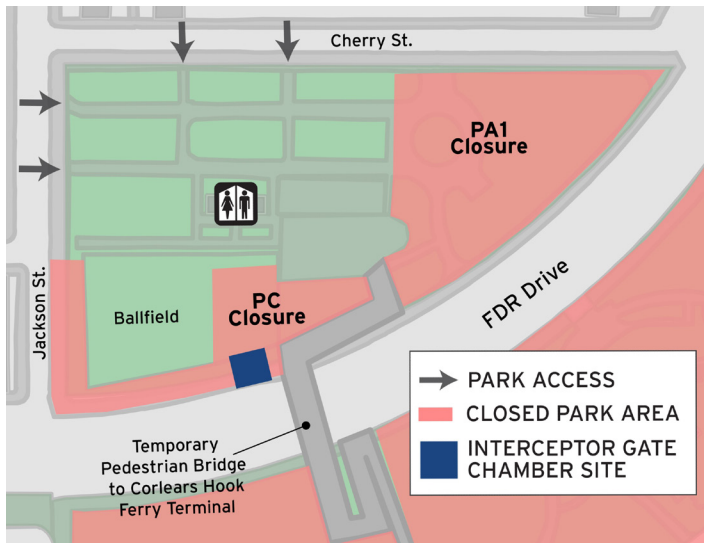 Cherry St.
PA1
Closure
Jackson St.
Ballfield
PC
Closure
FDR Drive
Temporary
Pedestrian Bridge
to Corlears Hook
Ferry Terminal
PARK ACCESS
CLOSED PARK AREA
INTERCEPTOR GATE
CHAMBER SITE